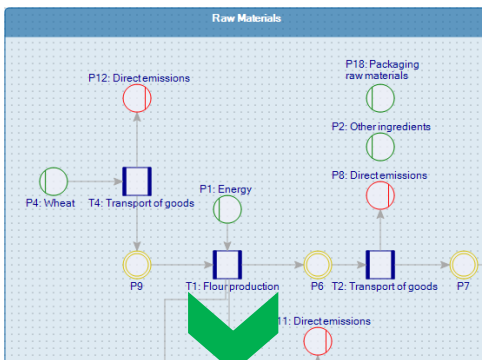 Raw Materials
P12: Direct emissions
P18: Packaging
raw materials
P2: Other ingredients
P1: Energy
P8: Direct emissions
P4: Wheat
T4: Transport of goods
P9
T1: Flour production
P6
T2: Transport of goods
P7
11: Direct emissions